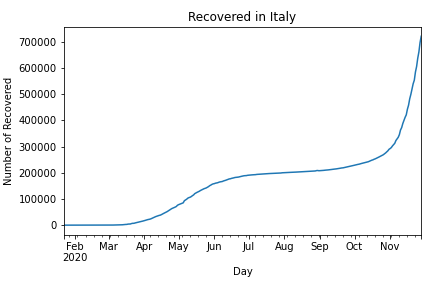 Recovered in Italy
Number of Recovered
700000
600000
500000
400000
300000
200000
100000
0
Feb Mar Apr May Jun Jul Aug Sep Oct Nov
2020
Day